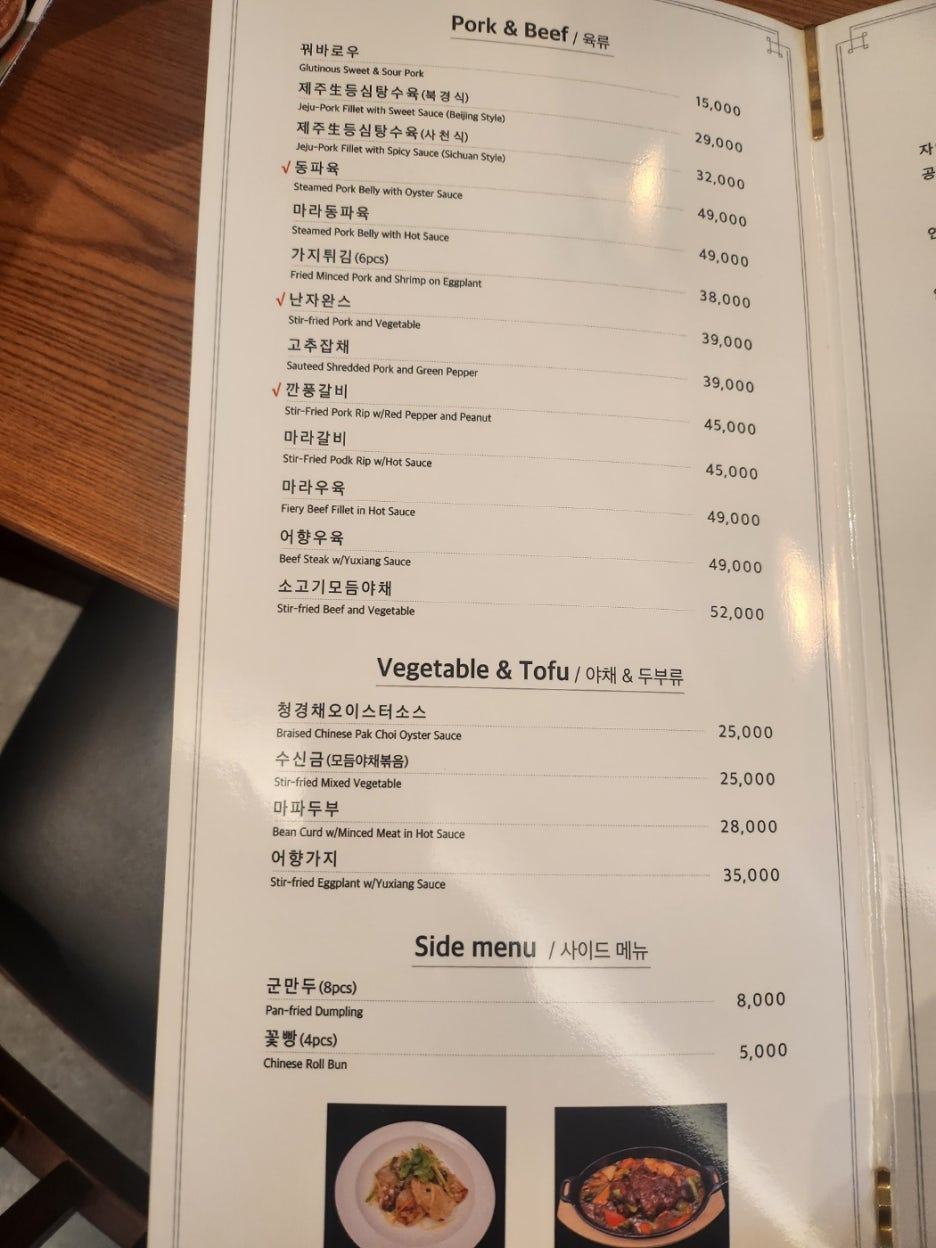 Pork & Beef / 육류
꿔바로우
Glutinous Sweet & Sour Pork
15,000
제주生등심탕수육(북경식)
Jeju-Pork Fillet with Sweet Sauce (Beijing Style)
29,000
제주生등심탕수육(사천식)
Jeju-Pork Fillet with Spicy Sauce (Sichuan Style)
32,000
√동파육
Steamed Pork Belly with Oyster Sauce
49,000
마라동파육
Steamed Pork Belly with Hot Sauce
49,000
가지튀김(6pcs)
Fried Minced Pork and Shrimp on Eggplant
38,000
√난자완스
Stir-fried Pork and Vegetable
39,000
고추잡채
Sauteed Shredded Pork and Green Pepper
39,000
√깐풍갈비
Stir-Fried Pork Rip w/Red Pepper and Peanut
45,000
마라갈비
Stir-Fried Podk Rip w/Hot Sauce
45,000
마라우육
Fiery Beef Fillet in Hot Sauce
49,000
어향우육
Beef Steak w/Yuxiang Sauce
49,000
소고기모듬야채
Stir-fried Beef and Vegetable
52,000
Vegetable & Tofu / 야채 & 두부류
청경채오이스터소스
Braised Chinese Pak Choi Oyster Sauce
25,000
수신금(모듬야채볶음)
Stir-fried Mixed Vegetable
25,000
마파두부
Bean Curd w/Minced Meat in Hot Sauce
28,000
어향가지
Stir-fried Eggplant w/Yuxiang Sauce
35,000
Side menu / 사이드 메뉴
군만두(8pcs)
Pan-fried Dumpling
8,000
꽃빵(4pcs)
Chinese Roll Bun
5,000